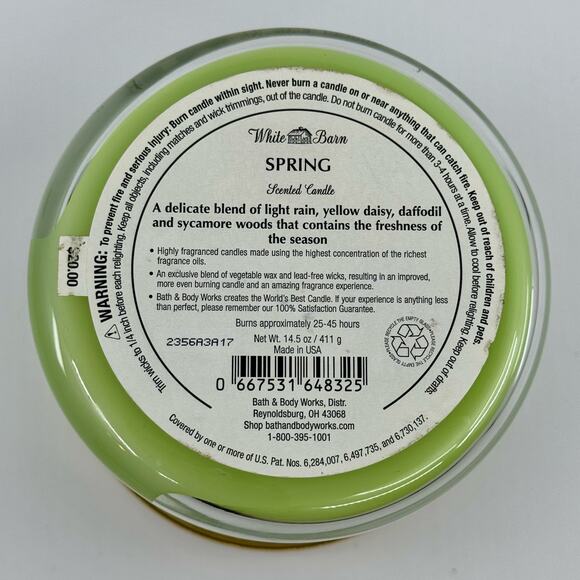 WARNING: To prevent fire and serious injury: Burn candle within sight. Never burn a candle on or near anything that can catch fire. Keep out of reach of children and pets.
Trim wicks to 1/4 inch before each relighting. Keep all objects, including matches and wick trimmings, out of the candle. Do not burn candle for more than 3-4 hours at a time. Allow to cool before relighting. Keep out of drafts.
$20.00
White Barn
SPRING
Scented Candle
A delicate blend of light rain, yellow daisy, daffodil
and sycamore woods that contains the freshness of
the season
• Highly fragranced candles made using the highest concentration of the richest
fragrance oils.
• An exclusive blend of vegetable wax and lead-free wicks, resulting in an improved,
more even burning candle and an amazing fragrance experience.
• Bath & Body Works creates the World's Best Candle. If your experience is anything less
than perfect, please remember our 100% Satisfaction Guarantee.
Burns approximately 25-45 hours
2356A3A17
Net Wt. 14.5 oz / 411 g
Made in USA
0 667531 648325
Bath & Body Works, Distr.
Reynoldsburg, OH 43068
Shop bathandbodyworks.com
1-800-395-1001
Covered by one or more of U.S. Pat. Nos. 6,284,007, 6,497,735, and 6,730,137.